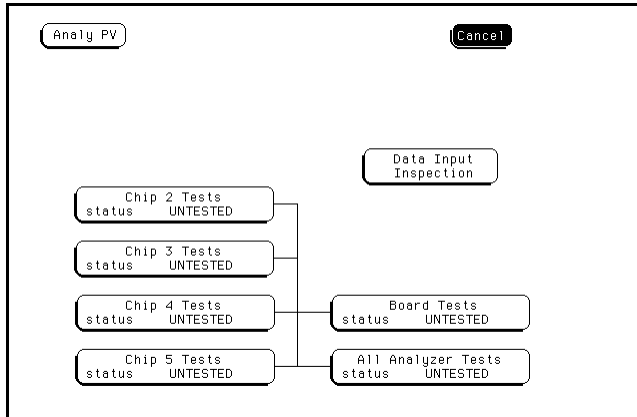 Analy PV
Cancel
Data Input
Inspection
Chip 2 Tests
status UNTESTED
Chip 3 Tests
status UNTESTED
Chip 4 Tests
status UNTESTED
Board Tests
status UNTESTED
Chip 5 Tests
status UNTESTED
All Analyzer Tests
status UNTESTED